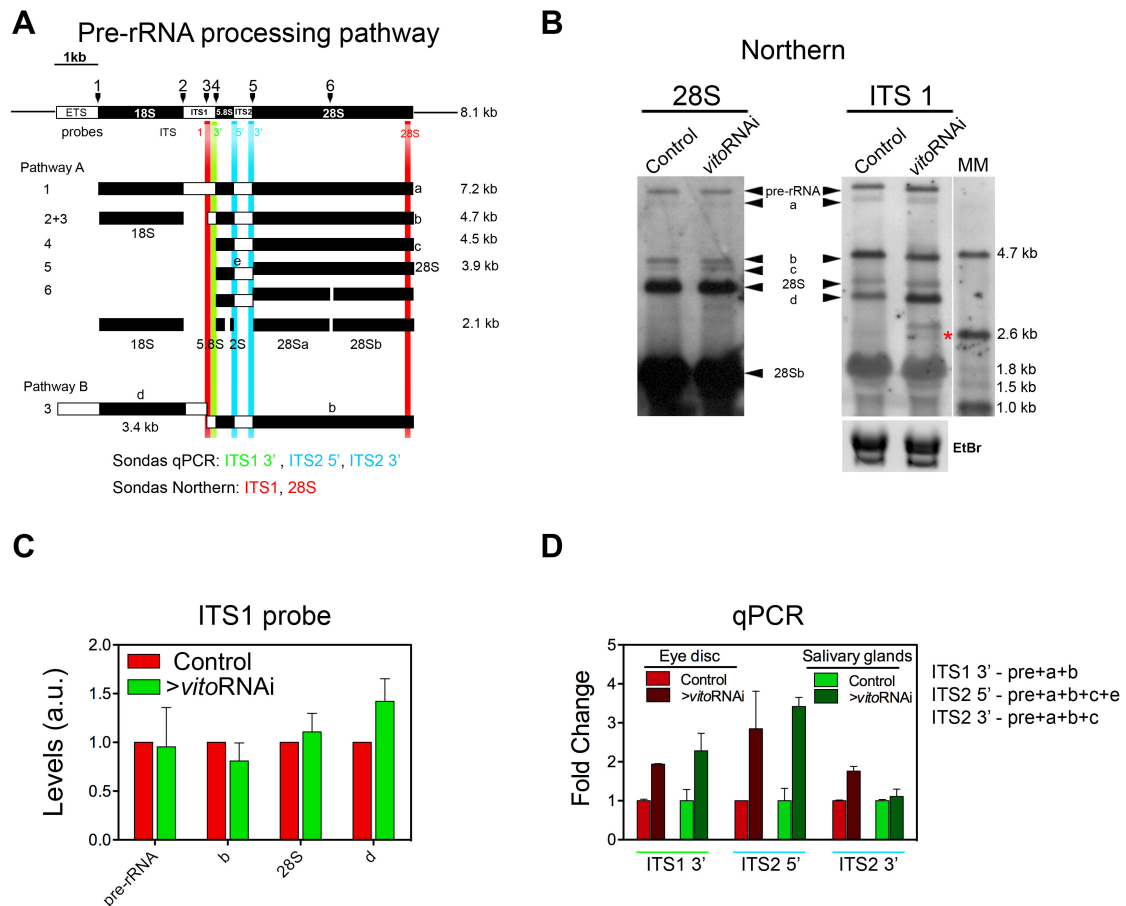 A
Pre-rRNA processing pathway
1kb
1 2 3 4 5 6
ETS 18S ITS1 5.8S ITS2 28S 8.1 kb
probes ITS 1 3' 5' 3' 28S
Pathway A
1 a 7.2 kb
2+3 b 4.7 kb
18S
4 c 4.5 kb
e
5 28S 3.9 kb
6
2.1 kb
18S 5.8S 2S 28Sa 28Sb
Pathway B
d
3 b
3.4 kb
Sondas qPCR: ITS1 3' , ITS2 5', ITS2 3'
Sondas Northern: ITS1, 28S
B
Northern
28S ITS 1
Control vitoRNAi Control vitoRNAi MM
pre-rRNA
a
b 4.7 kb
c
28S
d
* 2.6 kb
28Sb 1.8 kb
1.5 kb
1.0 kb
EtBr
C
ITS1 probe
Levels (a.u.)
2.0
1.5
1.0
0.5
0.0
Control
>vitoRNAi
pre-rRNA b 28S d
D
qPCR
Fold Change
5
4
3
2
1
0
Eye disc Salivary glands
Control Control
>vitoRNAi >vitoRNAi
ITS1 3' ITS2 5' ITS2 3'
ITS1 3' - pre+a+b
ITS2 5' - pre+a+b+c+e
ITS2 3' - pre+a+b+c